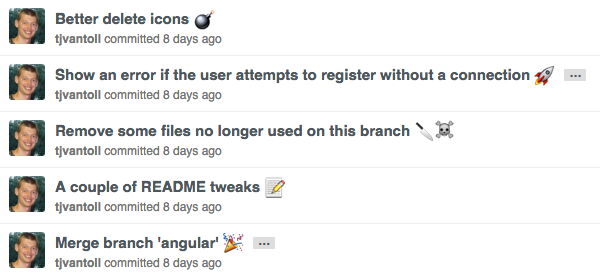 Better delete icons 💣
tjvantoll committed 8 days ago
Show an error if the user attempts to register without a connection 🚀 ...
tjvantoll committed 8 days ago
Remove some files no longer used on this branch 🔪☠️
tjvantoll committed 8 days ago
A couple of README tweaks 📝
tjvantoll committed 8 days ago
Merge branch 'angular' 🎉 ...
tjvantoll committed 8 days ago